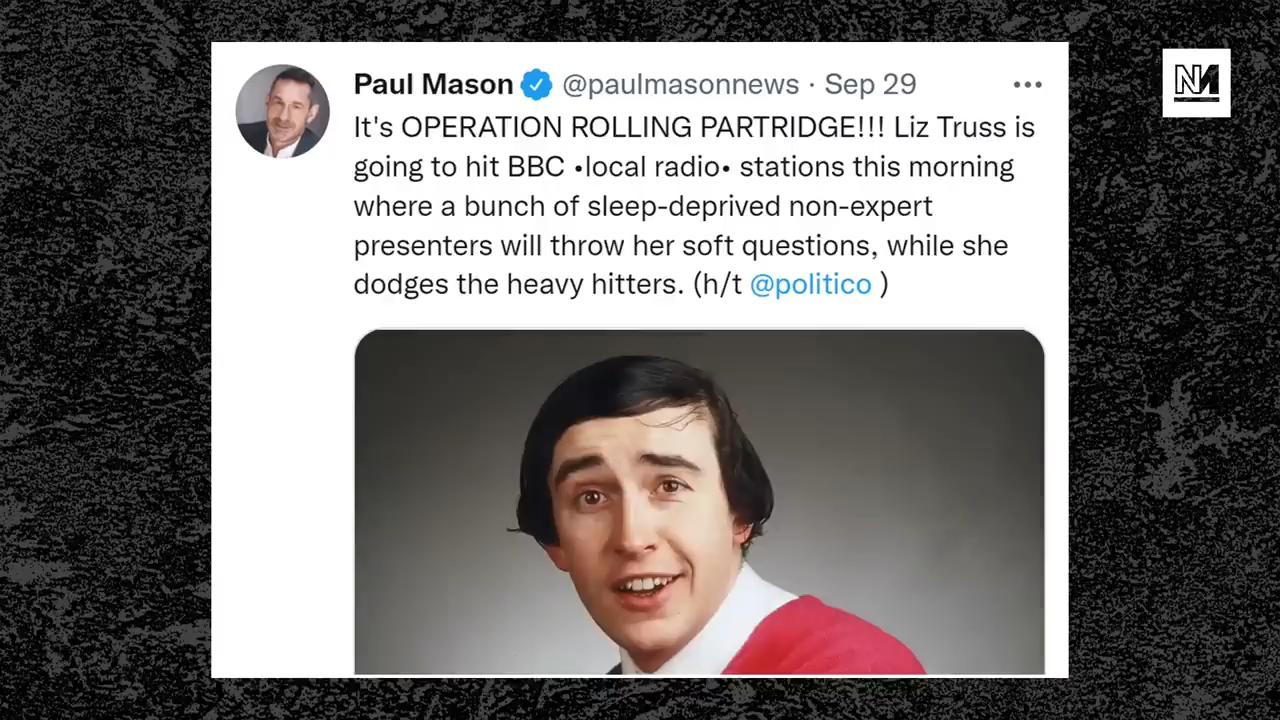 Paul Mason @paulmasonnews · Sep 29
It's OPERATION ROLLING PARTRIDGE!!! Liz Truss is
going to hit BBC •local radio• stations this morning
where a bunch of sleep-deprived non-expert
presenters will throw her soft questions, while she
dodges the heavy hitters. (h/t @politico )
NM